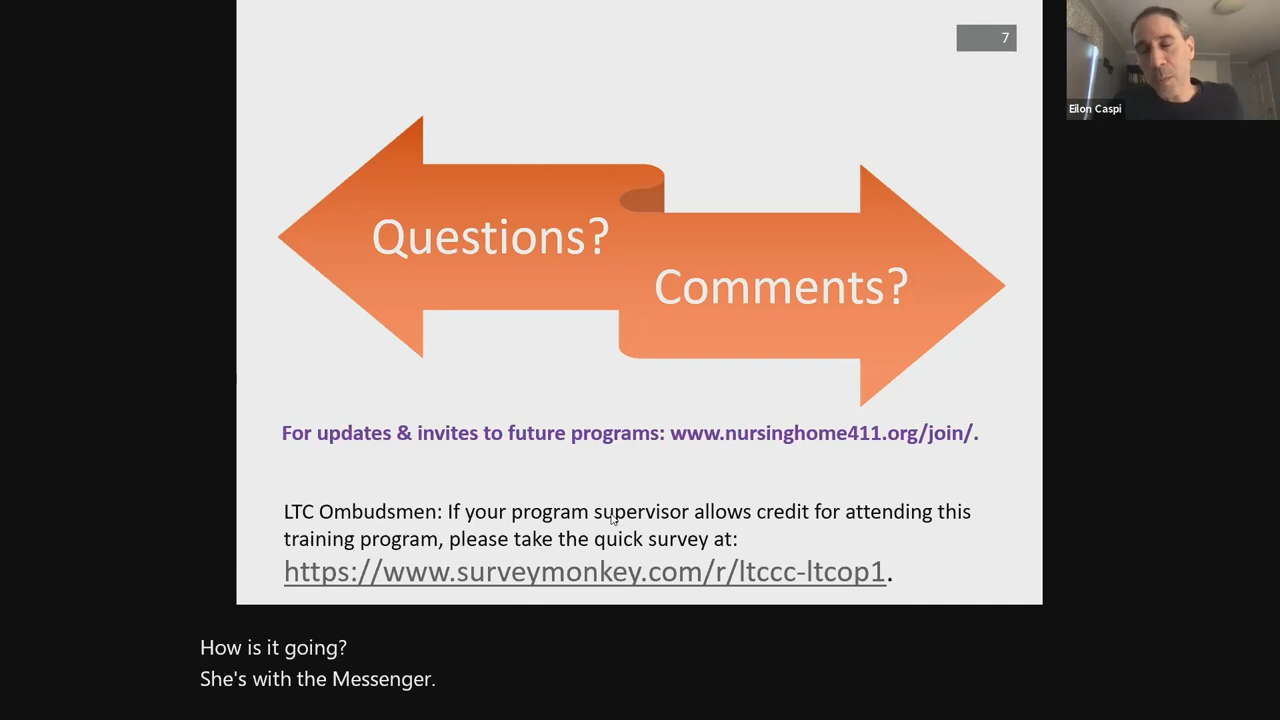 7
Eilon Caspi
Questions?
Comments?
For updates & invites to future programs: www.nursinghome411.org/join/.
LTC Ombudsmen: If your program supervisor allows credit for attending this
training program, please take the quick survey at:
https://www.surveymonkey.com/r/ltccc-ltcop1.
How is it going?
She's with the Messenger.